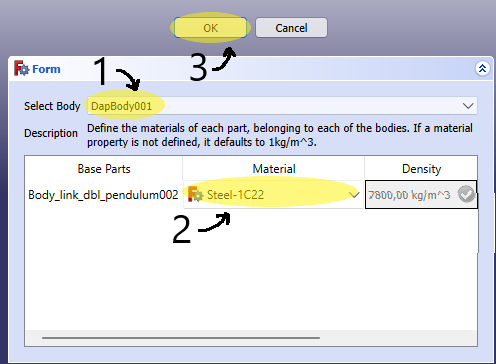 OK Cancel
3
Form
1
Select Body DapBody001
Description Define the materials of each part, belonging to each of the bodies. If a material
property is not defined, it defaults to 1kg/m^3.
Base Parts Material Density
Body_link_dbl_pendulum002 Steel-1C22 7800,00 kg/m^3
2